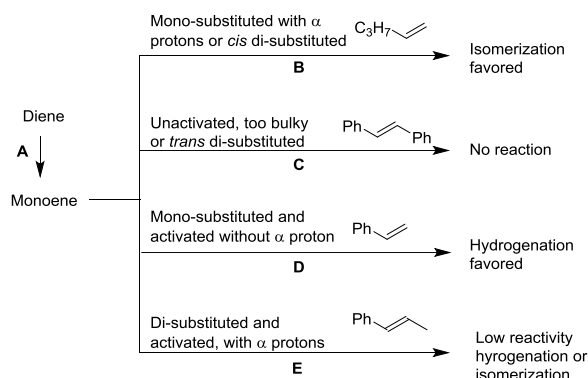 Mono-substituted with α
protons or cis di-substituted
C3H7
B
Isomerization
favored
Diene
A
Monoene
Unactivated, too bulky
or trans di-substituted
Ph
Ph
C
No reaction
Mono-substituted and
activated without α proton
Ph
D
Hydrogenation
favored
Di-substituted and
activated, with α protons
Ph
E
Low reactivity
hyrogenation or
isomerization